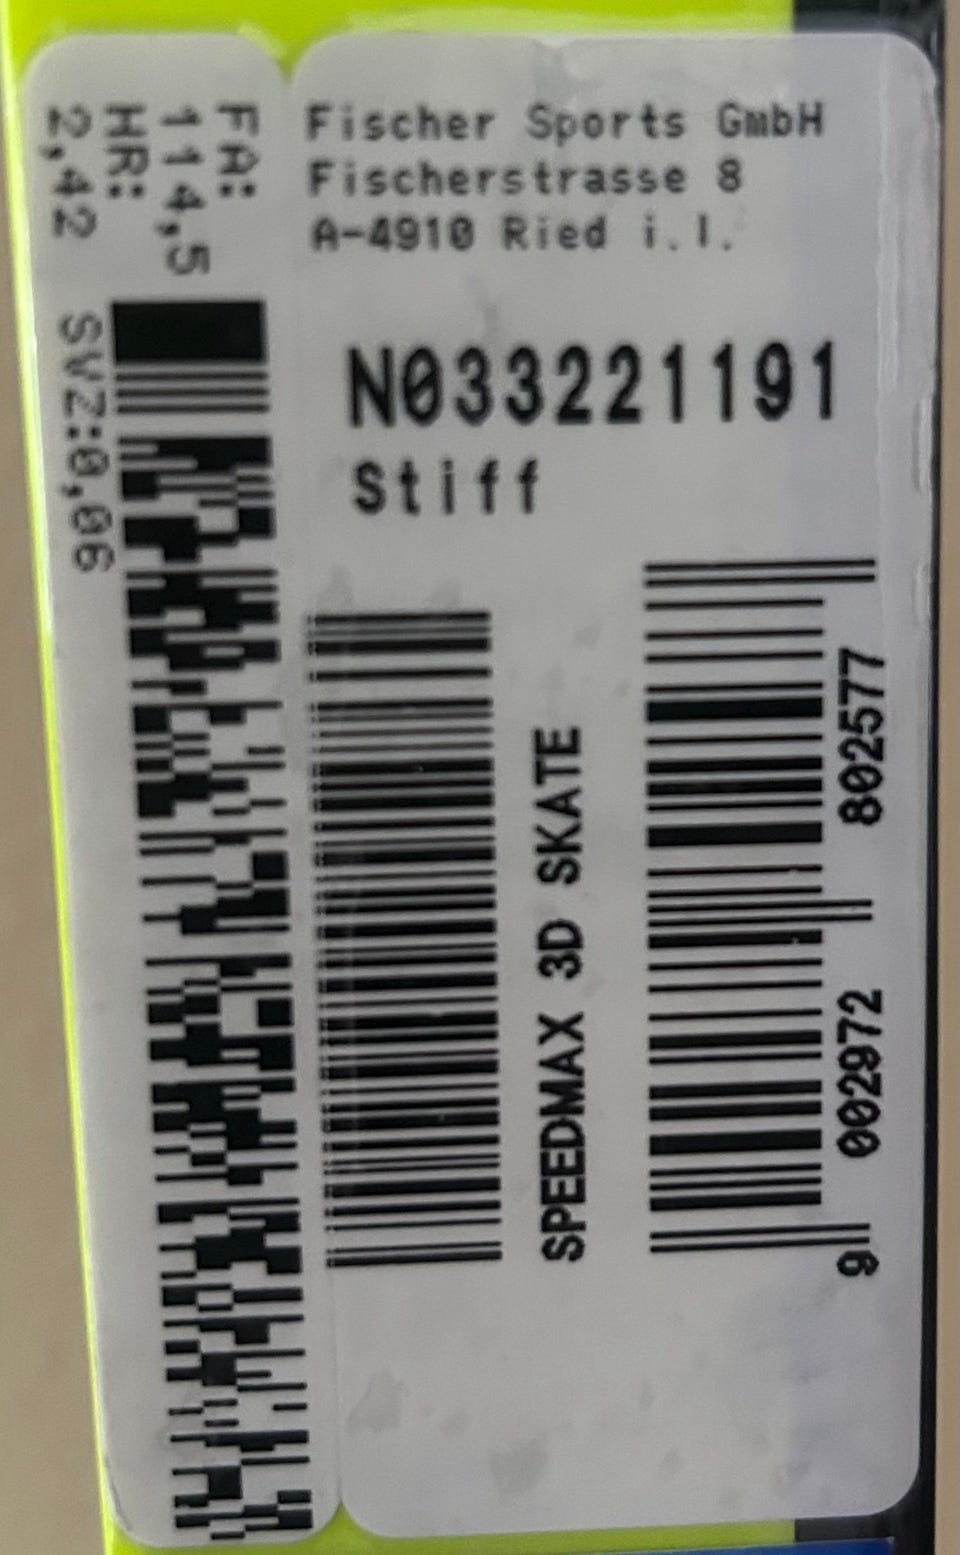 FA:
114,5
HR:
2,42
SV2:0,06
Fischer Sports GmbH
Fischerstrasse 8
A-4910 Ried i.I.
N033221191
Stiff
SPEEDMAX 3D SKATE
9 002972 802577